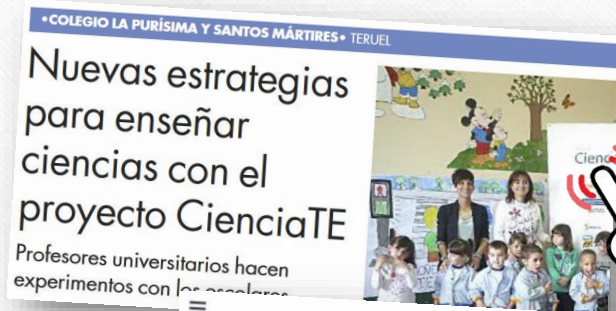 •COLEGIO LA PURÍSIMA Y SANTOS MÁRTIRES• TERUEL
Nuevas estrategias
para enseñar
ciencias con el
proyecto CienciaTE
Profesores universitarios hacen
experimentos con los escolares